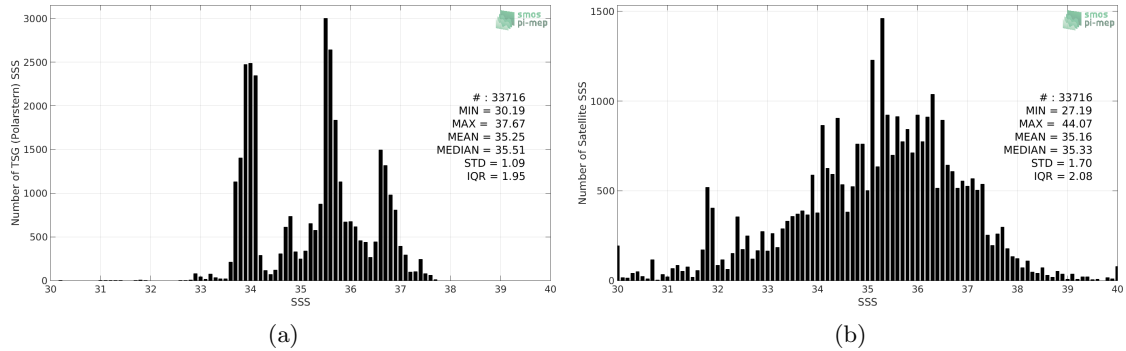 smos
pi-mep
Number of TSG (Polarstern) SSS
3000
2500
2000
1500
1000
500
0
# : 33716
MIN = 30.19
MAX = 37.67
MEAN = 35.25
MEDIAN = 35.51
STD = 1.09
IQR = 1.95
30 31 32 33 34 35 36 37 38 39 40
SSS
(a)
smos
pi-mep
Number of Satellite SSS
1500
1000
500
0
# : 33716
MIN = 27.19
MAX = 44.07
MEAN = 35.16
MEDIAN = 35.33
STD = 1.70
IQR = 2.08
30 31 32 33 34 35 36 37 38 39 40
SSS
(b)